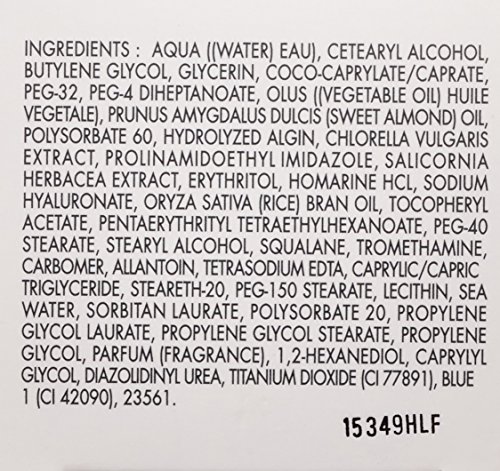 INGREDIENTS : AQUA ((WATER) EAU), CETEARYL ALCOHOL,
BUTYLENE GLYCOL, GLYCERIN, COCO-CAPRYLATE/CAPRATE,
PEG-32, PEG-4 DIHEPTANOATE, OLUS ((VEGETABLE OIL) HUILE
VEGETALE), PRUNUS AMYGDALUS DULCIS (SWEET ALMOND) OIL,
POLYSORBATE 60, HYDROLYZED ALGIN, CHLORELLA VULGARIS
EXTRACT, PROLINAMIDOETHYL IMIDAZOLE, SALICORNIA
HERBACEA EXTRACT, ERYTHRITOL, HOMARINE HCL, SODIUM
HYALURONATE, ORYZA SATIVA (RICE) BRAN OIL, TOCOPHERYL
ACETATE, PENTAERYTHRITYL TETRAETHYLHEXANOATE, PEG-40
STEARATE, STEARYL ALCOHOL, SQUALANE, TROMETHAMINE,
CARBOMER, ALLANTOIN, TETRASODIUM EDTA, CAPRYLIC/CAPRIC
TRIGLYCERIDE, STEARETH-20, PEG-150 STEARATE, LECITHIN, SEA
WATER, SORBITAN LAURATE, POLYSORBATE 20, PROPYLENE
GLYCOL LAURATE, PROPYLENE GLYCOL STEARATE, PROPYLENE
GLYCOL, PARFUM (FRAGRANCE), 1,2-HEXANEDIOL, CAPRYLYL
GLYCOL, DIAZOLIDINYL UREA, TITANIUM DIOXIDE (CI 77891), BLUE
1 (CI 42090), 23561.
15349HLF